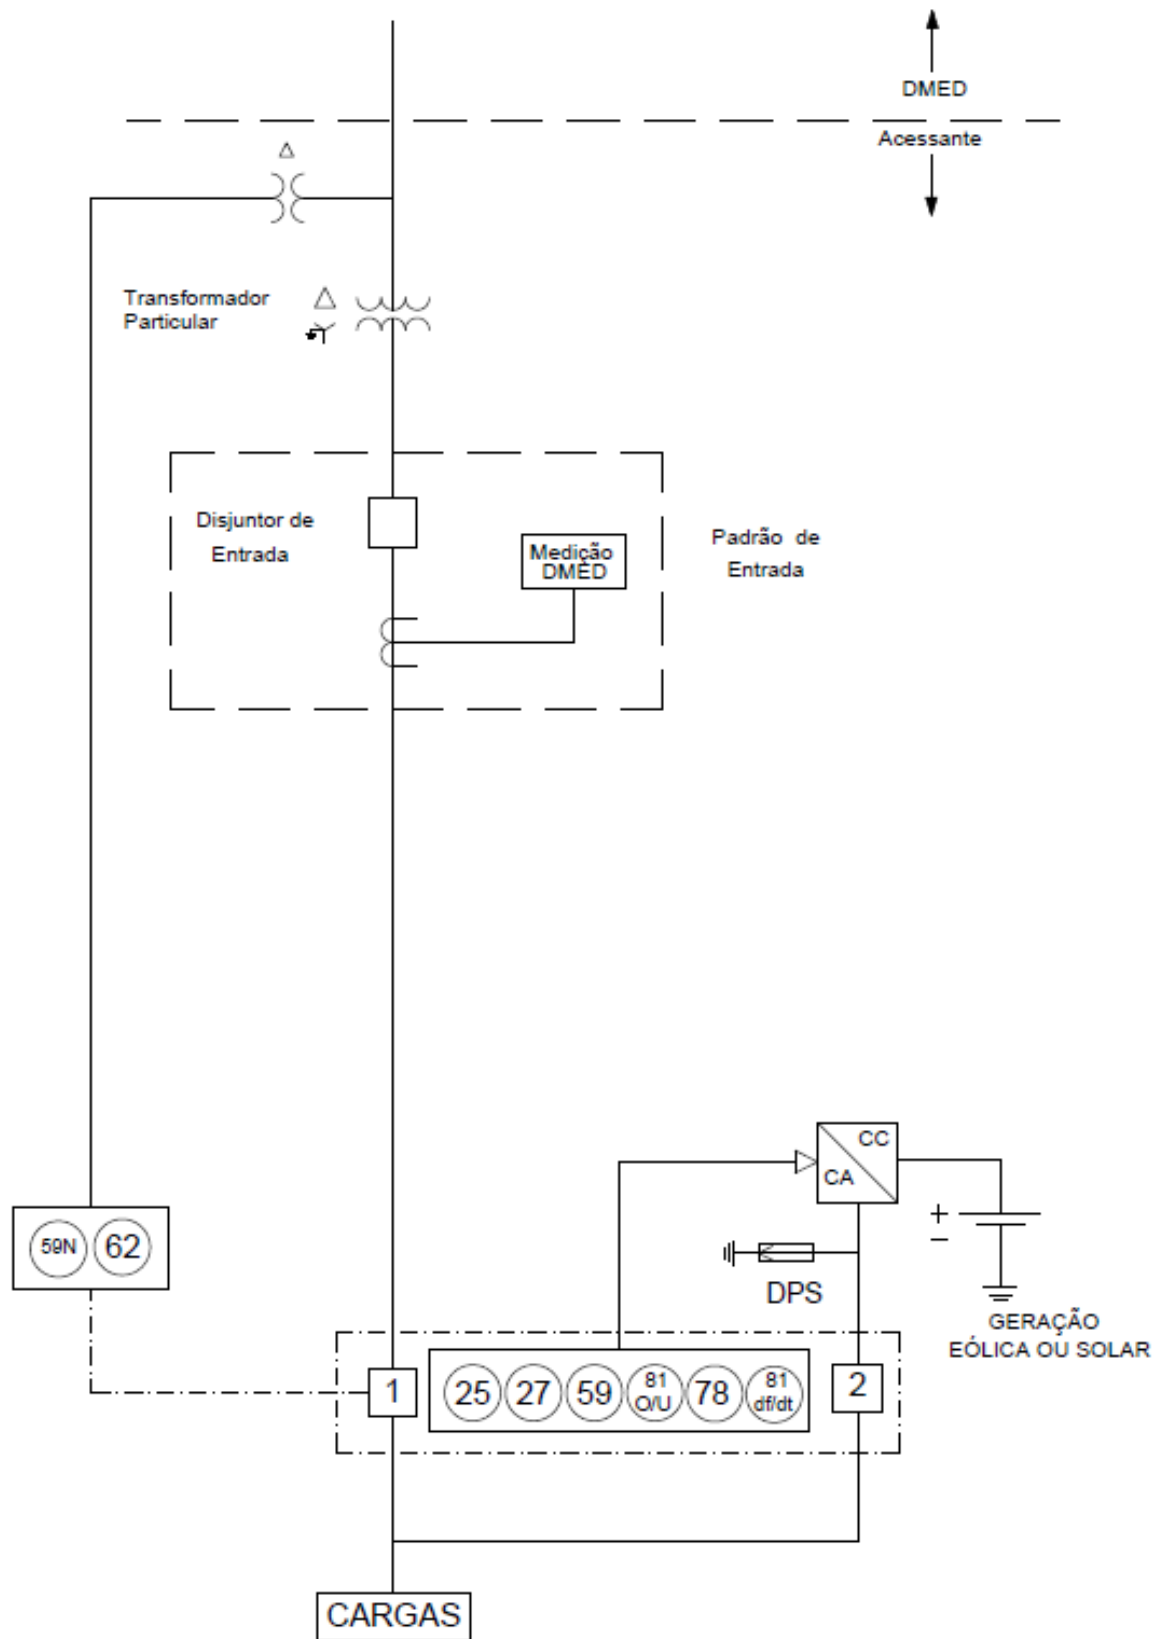 DMED
Acessante
Transformador
Particular
Disjuntor de
Entrada
Medição
DMED
Padrão de
Entrada
CC
CA
+
−
59N 62
DPS
GERAÇÃO
EÓLICA OU SOLAR
1
25 27 59 81 O/U 78 81 df/dt
2
CARGAS